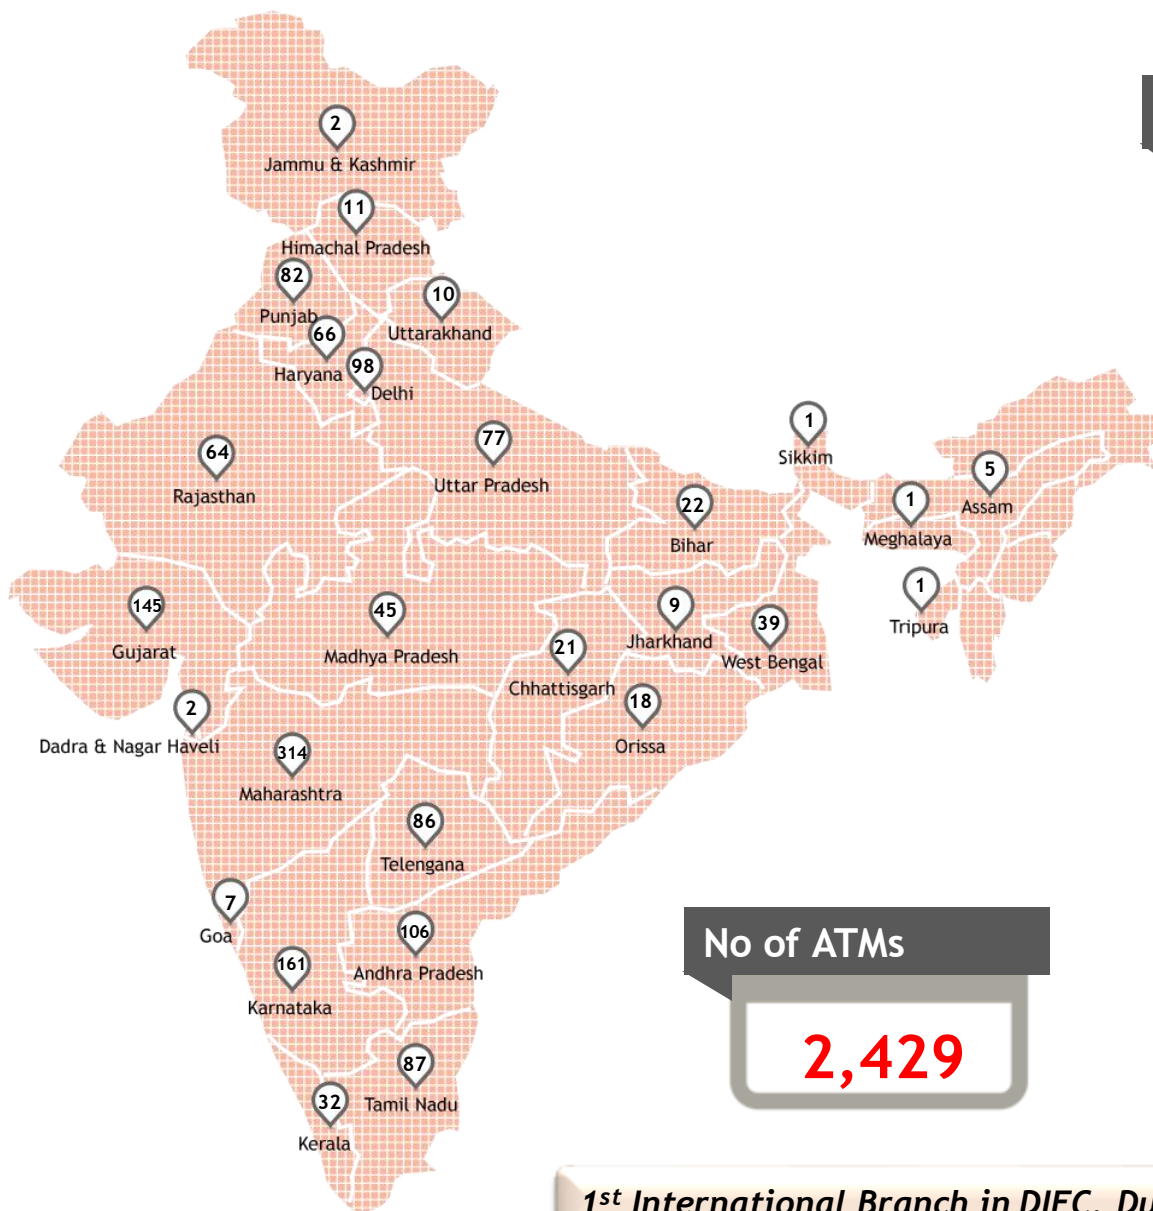 2
Jammu & Kashmir
11
Himachal Pradesh
82
Punjab
10
Uttarakhand
66
Haryana
98
Delhi
64
Rajasthan
77
Uttar Pradesh
1
Sikkim
5
Assam
1
Meghalaya
22
Bihar
1
Tripura
145
Gujarat
45
Madhya Pradesh
9
Jharkhand
39
West Bengal
21
Chhattisgarh
18
Orissa
2
Dadra & Nagar Haveli
314
Maharashtra
86
Telengana
7
Goa
106
Andhra Pradesh
161
Karnataka
87
Tamil Nadu
32
Kerala
No of ATMs
2,429
1st International Branch in DIFC, Du